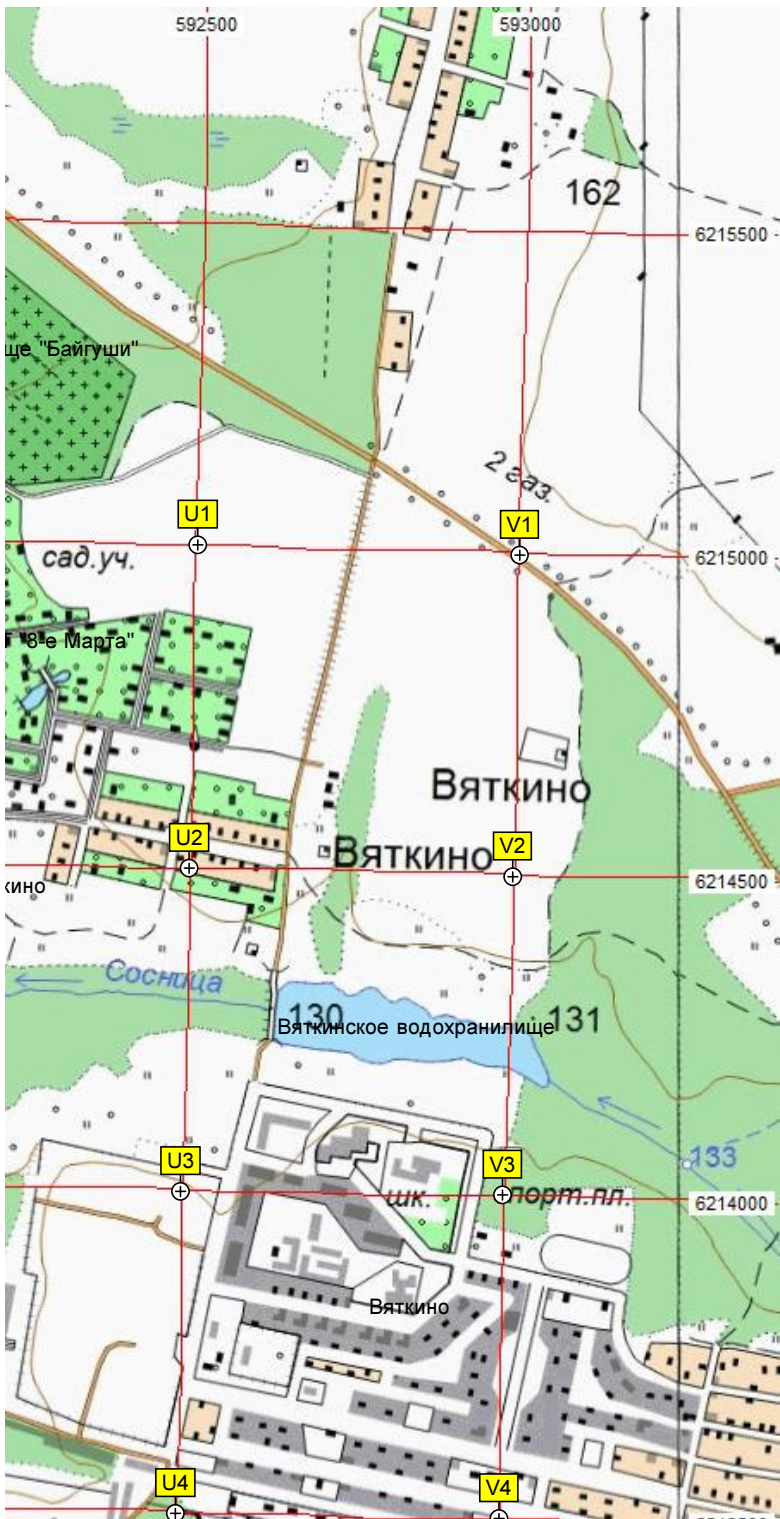 592500 593000
162
6215500
ще "Байгуши"
2 газ.
U1
V1
сад.уч.
6215000
Т "8-е Марта"
Вяткино
U2
V2
Вяткино
6214500
кино
Сосница
130
131
Вяткинское водохранилище
133
U3
V3
шк.
порт.пл.
6214000
Вяткино
U4
V4